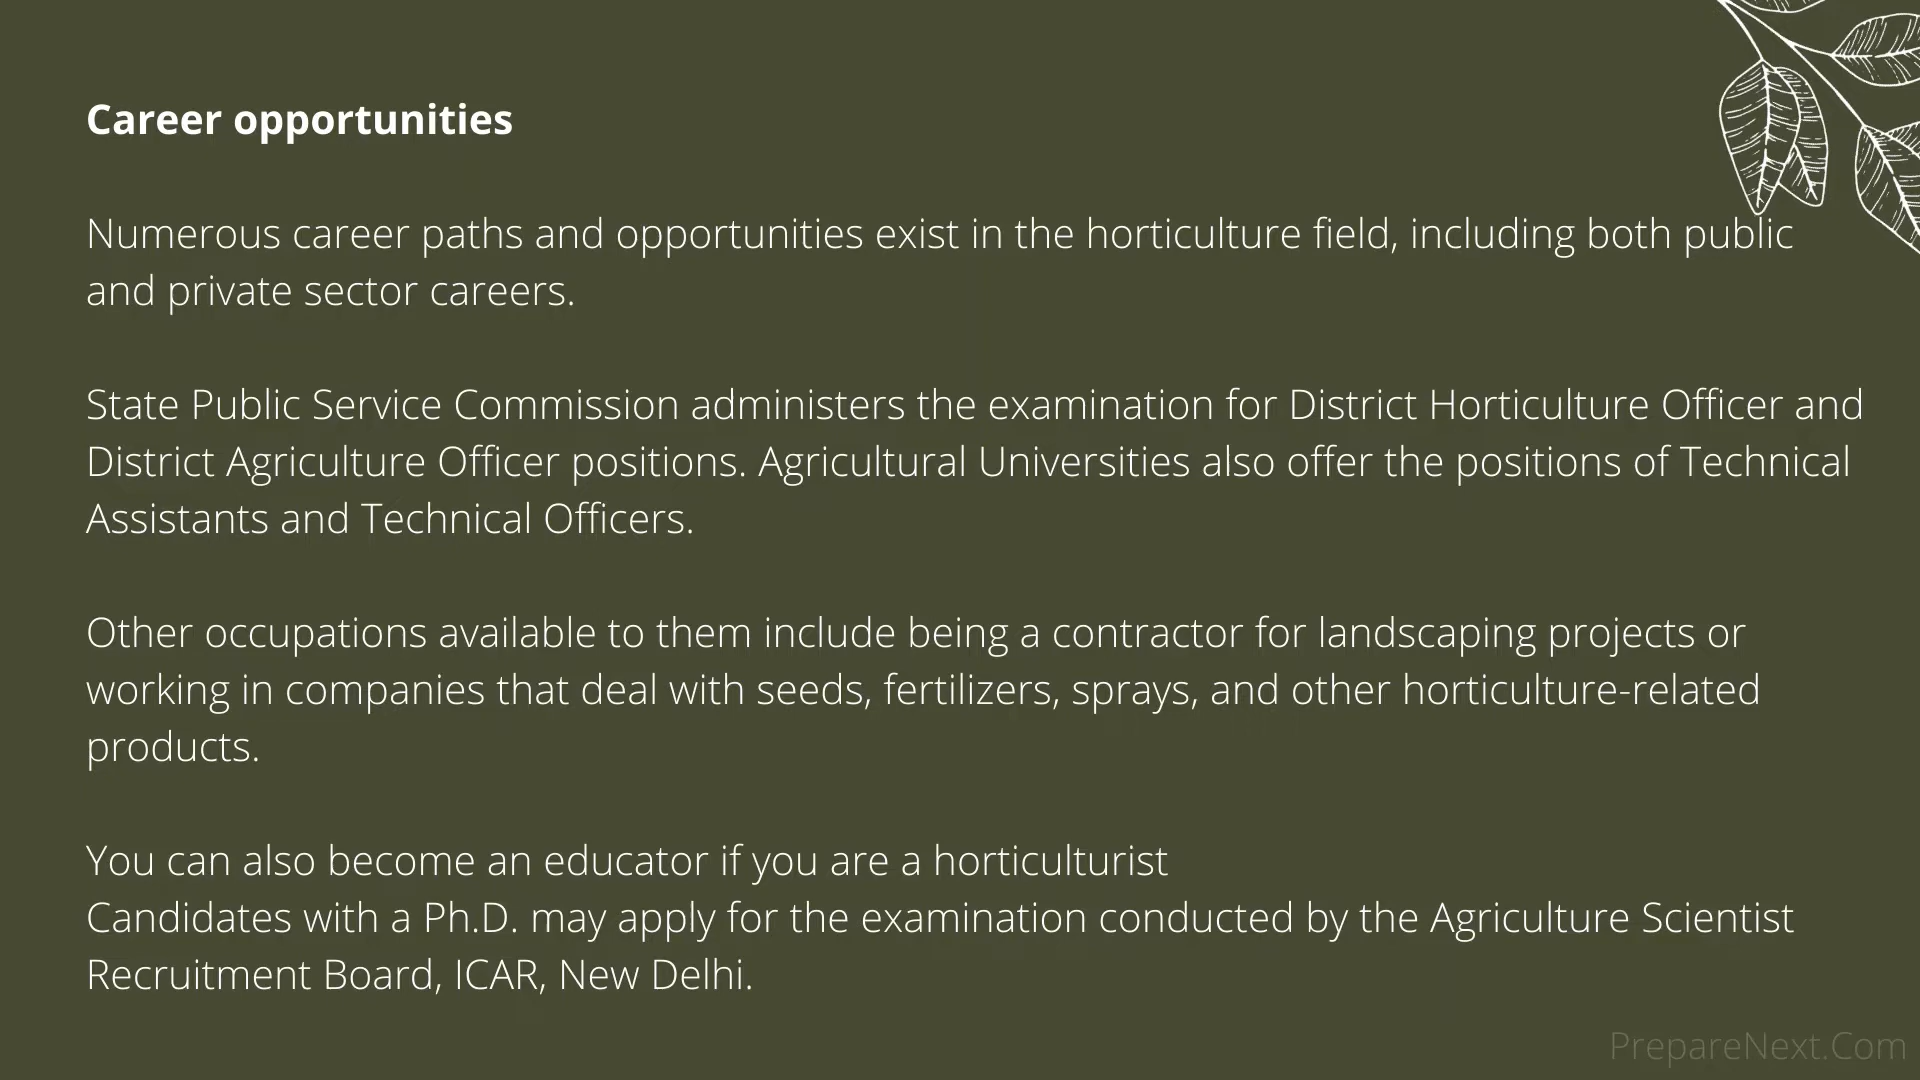 Career opportunities
Numerous career paths and opportunities exist in the horticulture field, including both public
and private sector careers.
State Public Service Commission administers the examination for District Horticulture Officer and
District Agriculture Officer positions. Agricultural Universities also offer the positions of Technical
Assistants and Technical Officers.
Other occupations available to them include being a contractor for landscaping projects or
working in companies that deal with seeds, fertilizers, sprays, and other horticulture-related
products.
You can also become an educator if you are a horticulturist
Candidates with a Ph.D. may apply for the examination conducted by the Agriculture Scientist
Recruitment Board, ICAR, New Delhi.
PrepareNext.Com